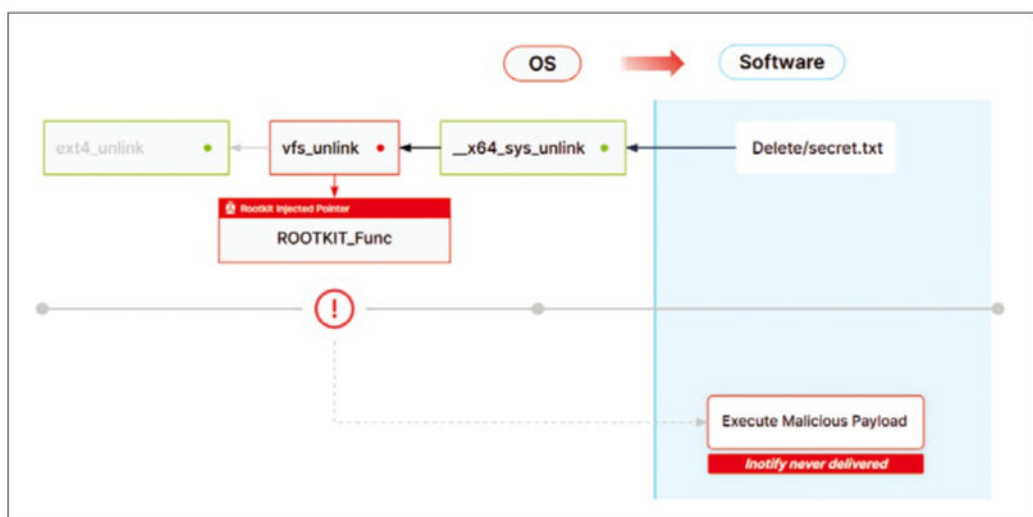 OS
Software
ext4_unlink
vfs_unlink
__x64_sys_unlink
Delete/secret.txt
Rootkit Injected Pointer
ROOTKIT_Func
!
Execute Malicious Payload
Inotify never delivered